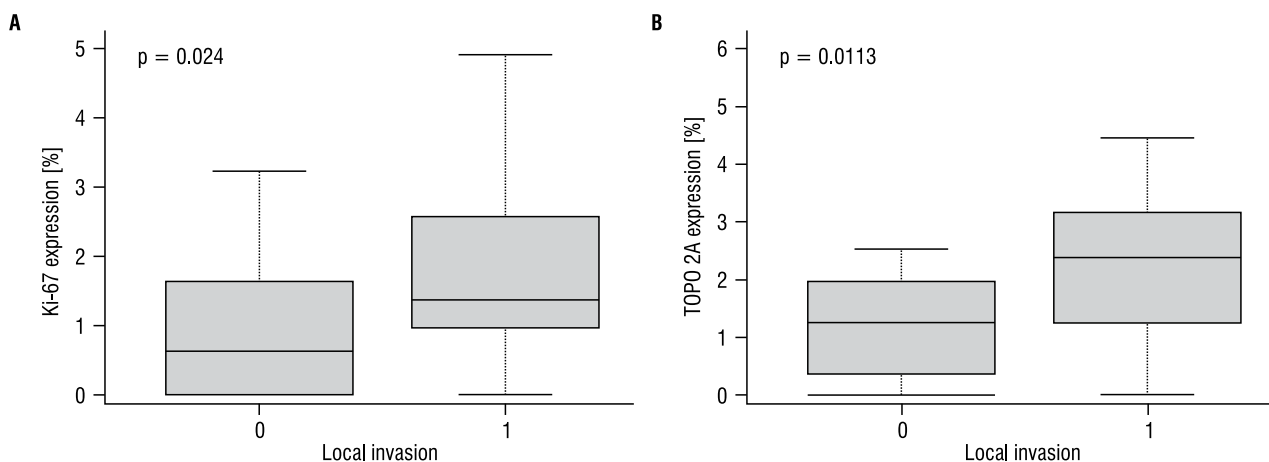 A
p = 0.024
Ki-67 expression [%]
5
4
3
2
1
0
0 1
Local invasion
B
p = 0.0113
TOPO 2A expression [%]
6
5
4
3
2
1
0
0 1
Local invasion